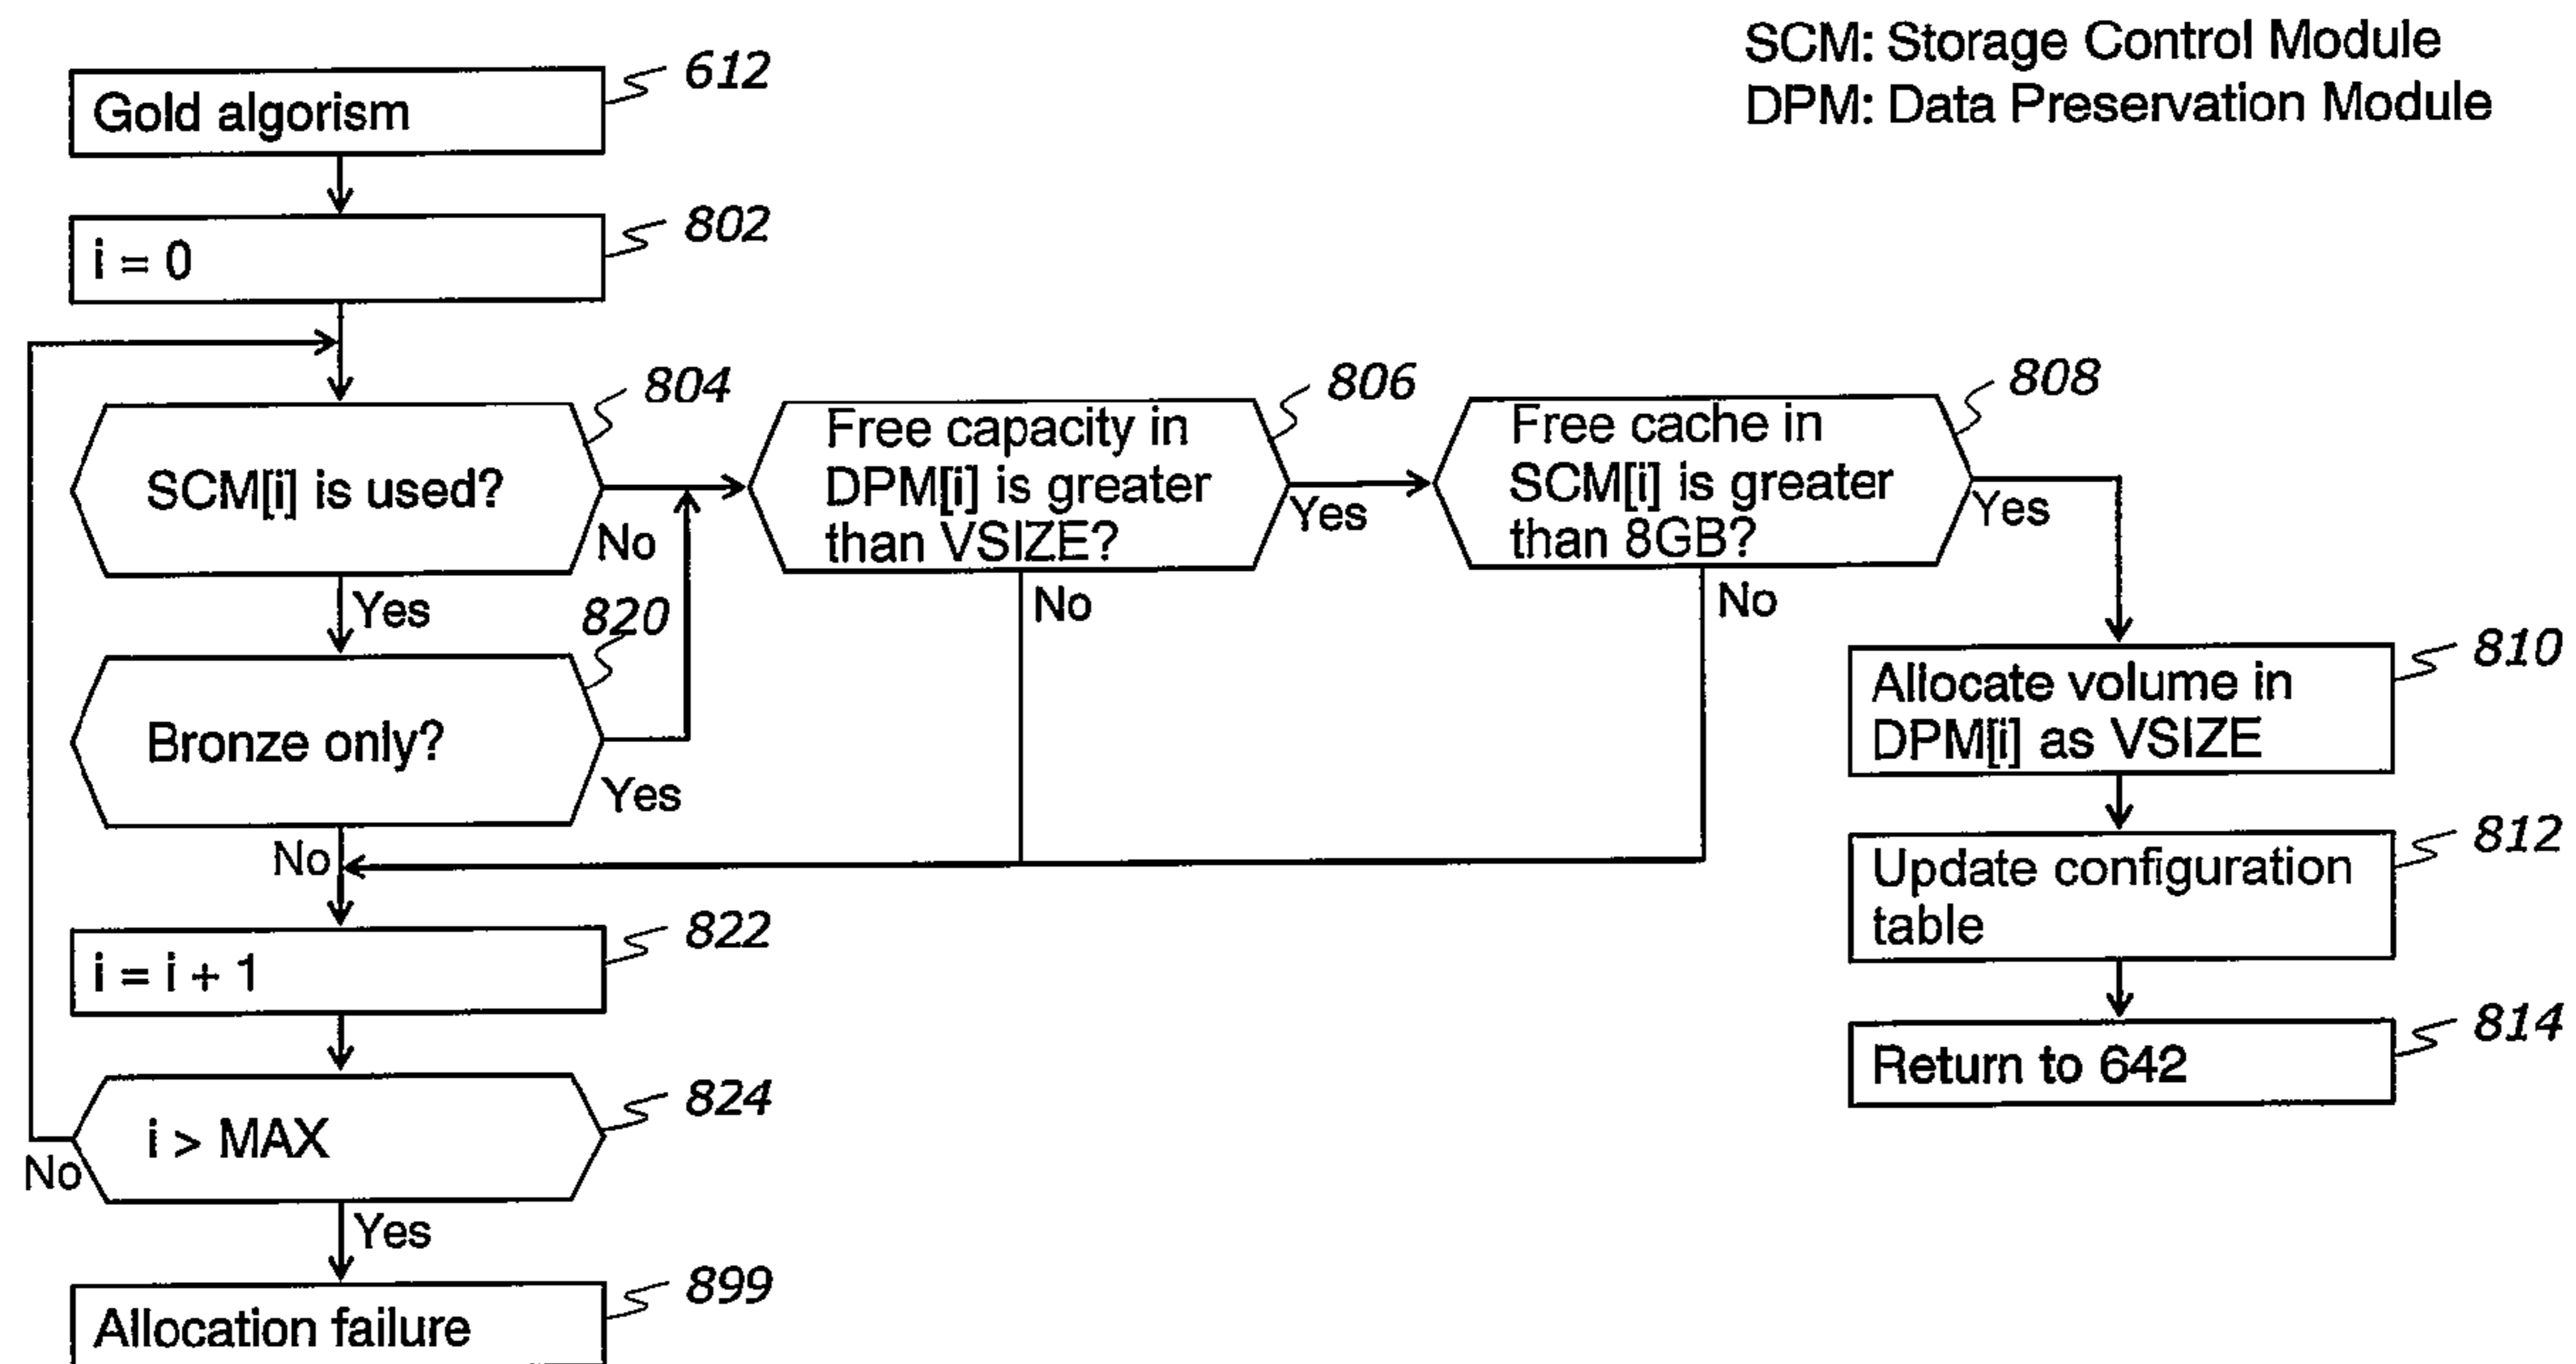 SCM: Storage Control Module
DPM: Data Preservation Module
612
Gold algorism
802
i = 0
804
SCM[i] is used?
No
Yes
806
Free capacity in
DPM[i] is greater
than VSIZE?
Yes
No
808
Free cache in
SCM[i] is greater
than 8GB?
Yes
No
820
Bronze only?
Yes
No
810
Allocate volume in
DPM[i] as VSIZE
812
Update configuration
table
814
Return to 642
822
i = i + 1
824
i > MAX
No
Yes
899
Allocation failure